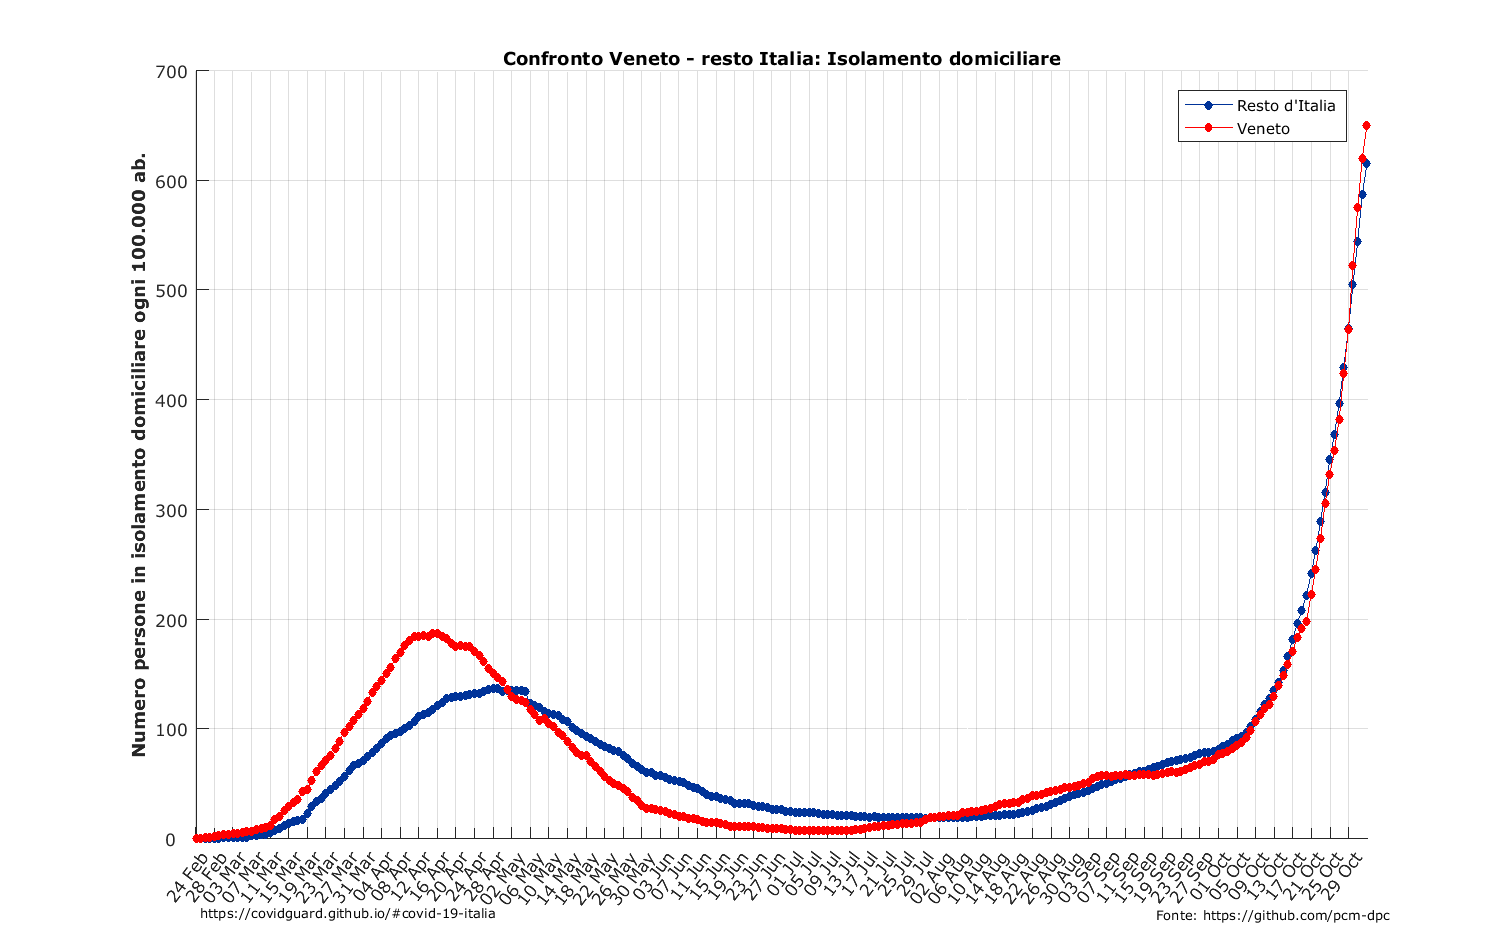 Confronto Veneto - resto Italia: Isolamento domiciliare
Numero persone in isolamento domiciliare ogni 100.000 ab.
700
600
500
400
300
200
100
0
Resto d'Italia
Veneto
24 Feb
28 Feb
03 Mar
07 Mar
11 Mar
15 Mar
19 Mar
23 Mar
27 Mar
31 Mar
04 Apr
08 Apr
12 Apr
16 Apr
20 Apr
24 Apr
28 Apr
02 May
06 May
10 May
14 May
18 May
22 May
26 May
30 May
03 Jun
07 Jun
11 Jun
15 Jun
19 Jun
23 Jun
27 Jun
01 Jul
05 Jul
09 Jul
13 Jul
17 Jul
21 Jul
25 Jul
29 Jul
02 Aug
06 Aug
10 Aug
14 Aug
18 Aug
22 Aug
26 Aug
30 Aug
03 Sep
07 Sep
11 Sep
15 Sep
19 Sep
23 Sep
27 Sep
01 Oct
05 Oct
09 Oct
13 Oct
17 Oct
21 Oct
25 Oct
29 Oct
https://covidguard.github.io/#covid-19-italia
Fonte: https://github.com/pcm-dpc